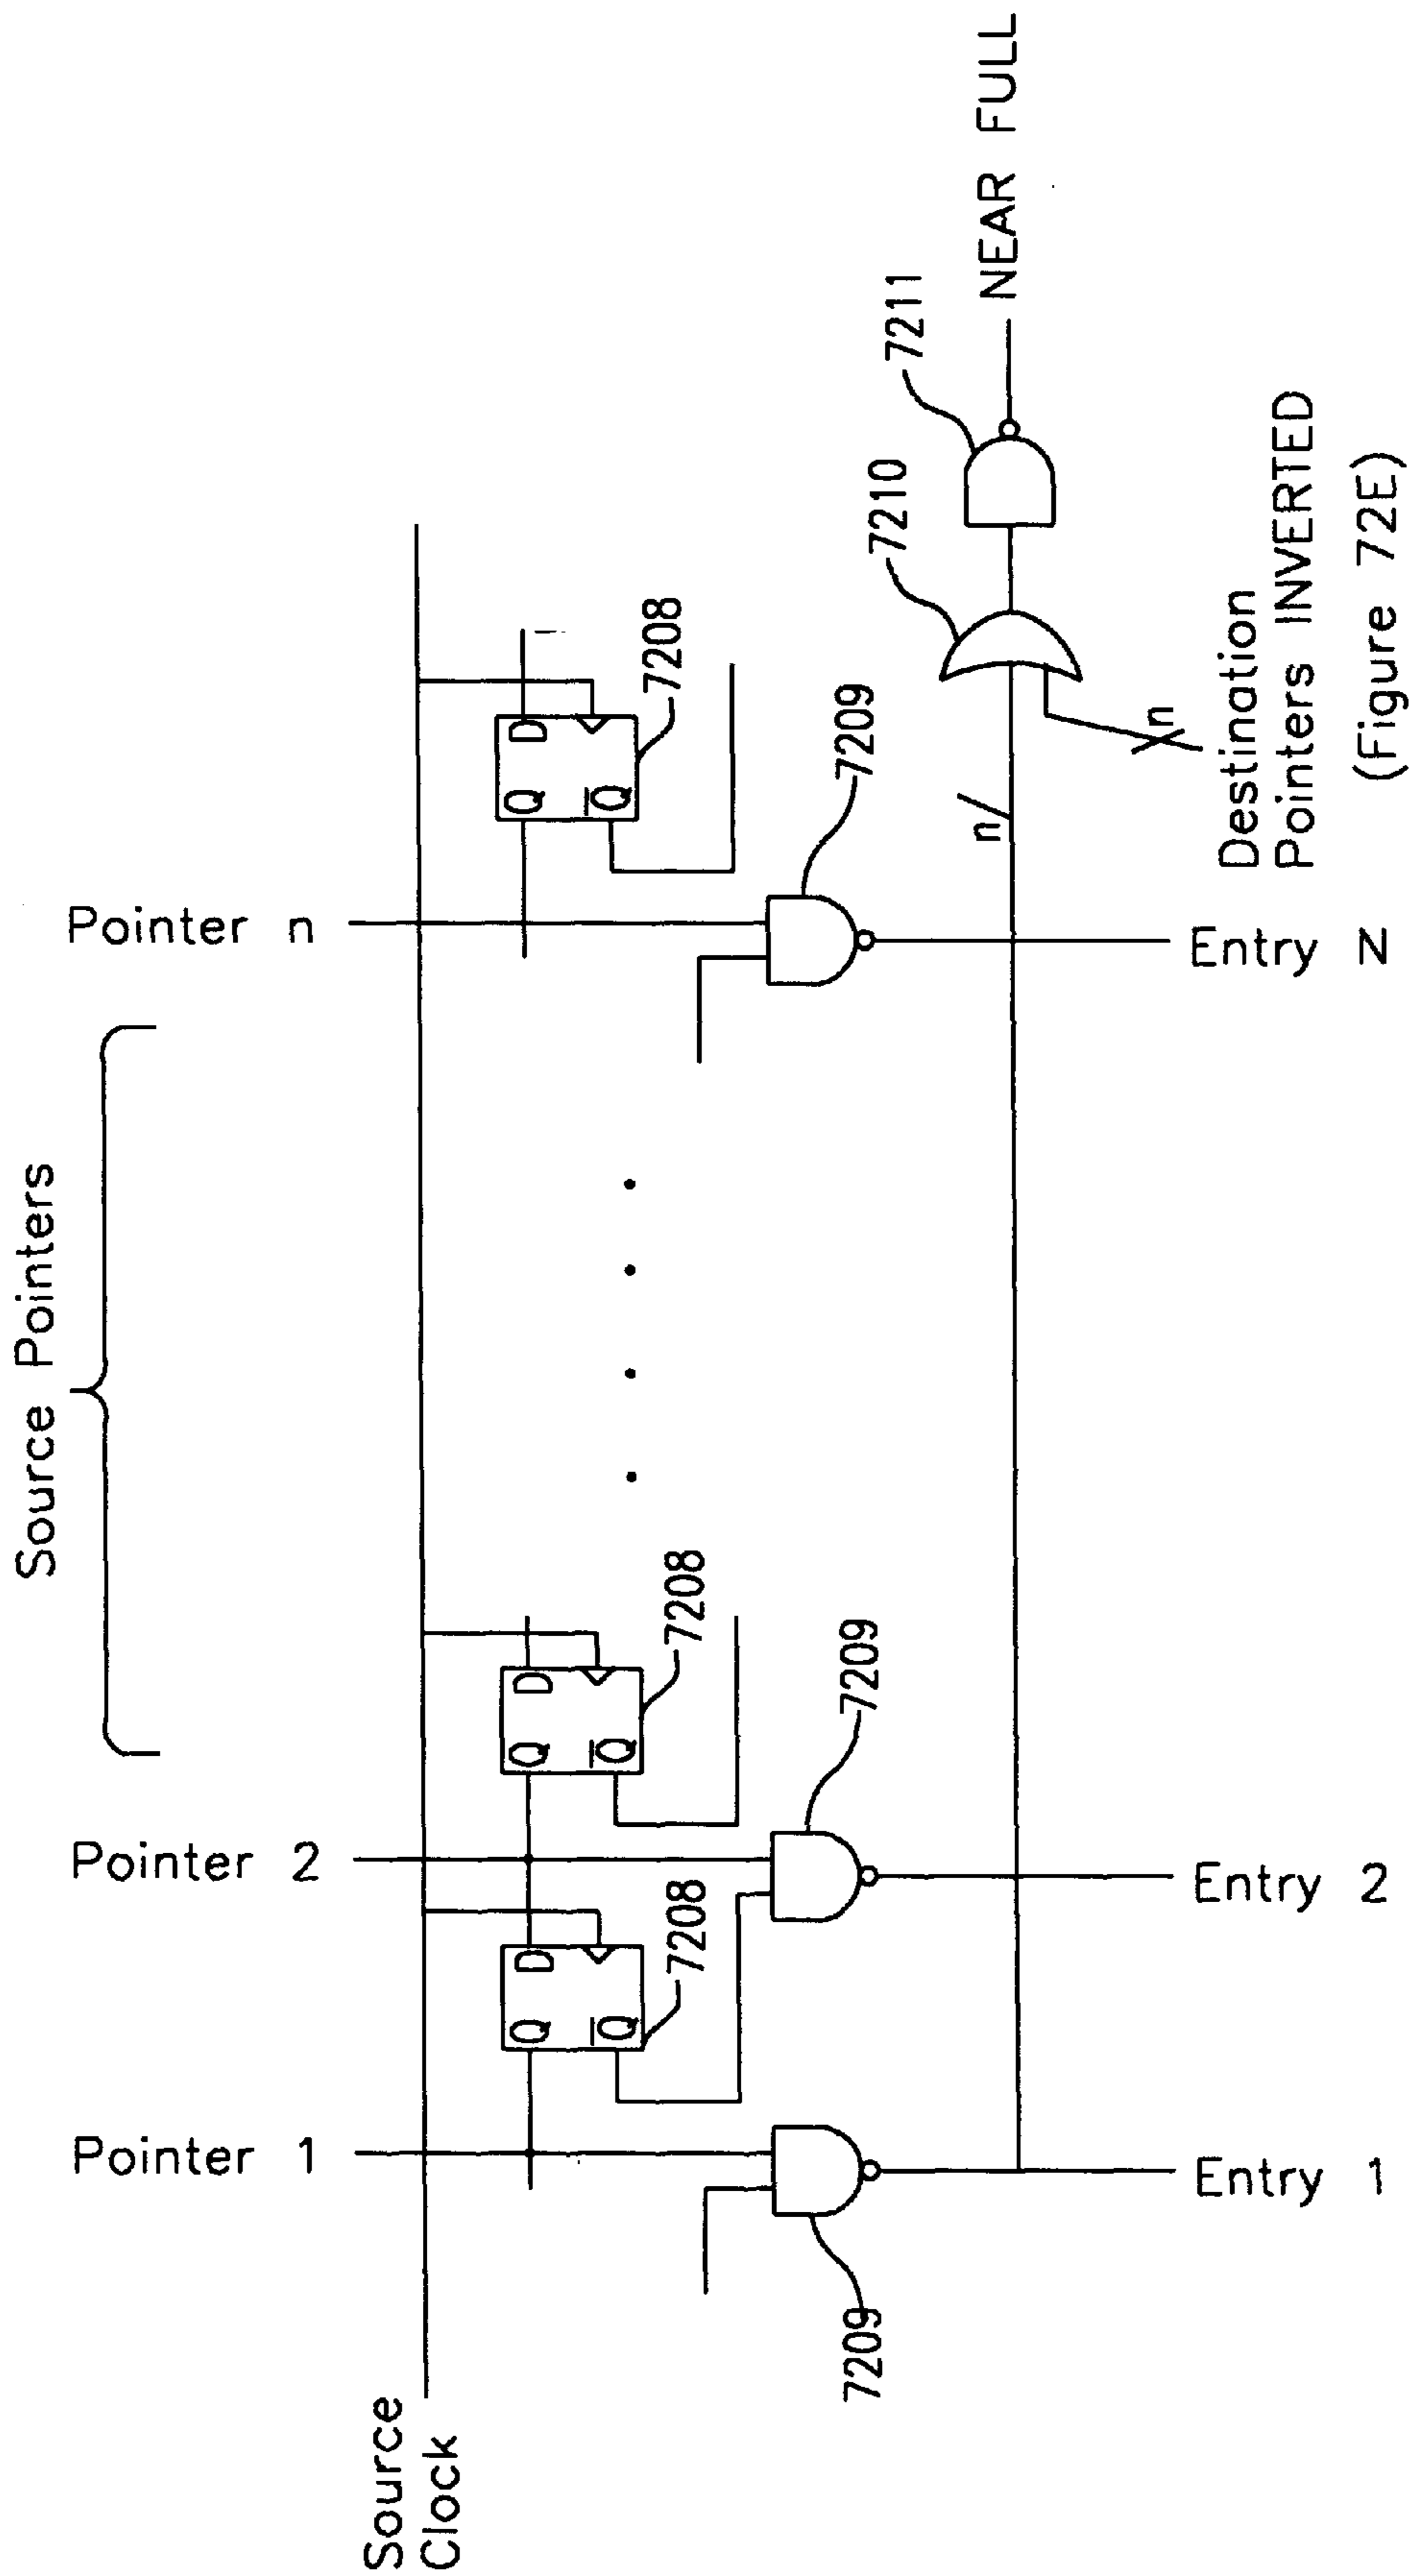 Source Pointers
Pointer 1
Pointer 2
Pointer n
Source
Clock
Q
D
Q
7208
Q
D
Q
7208
Q
D
Q
7208
7209
7209
7209
n
7210
7211
NEAR FULL
n
Entry 1
Entry 2
Entry N
Destination
Pointers INVERTED
(Figure 72E)